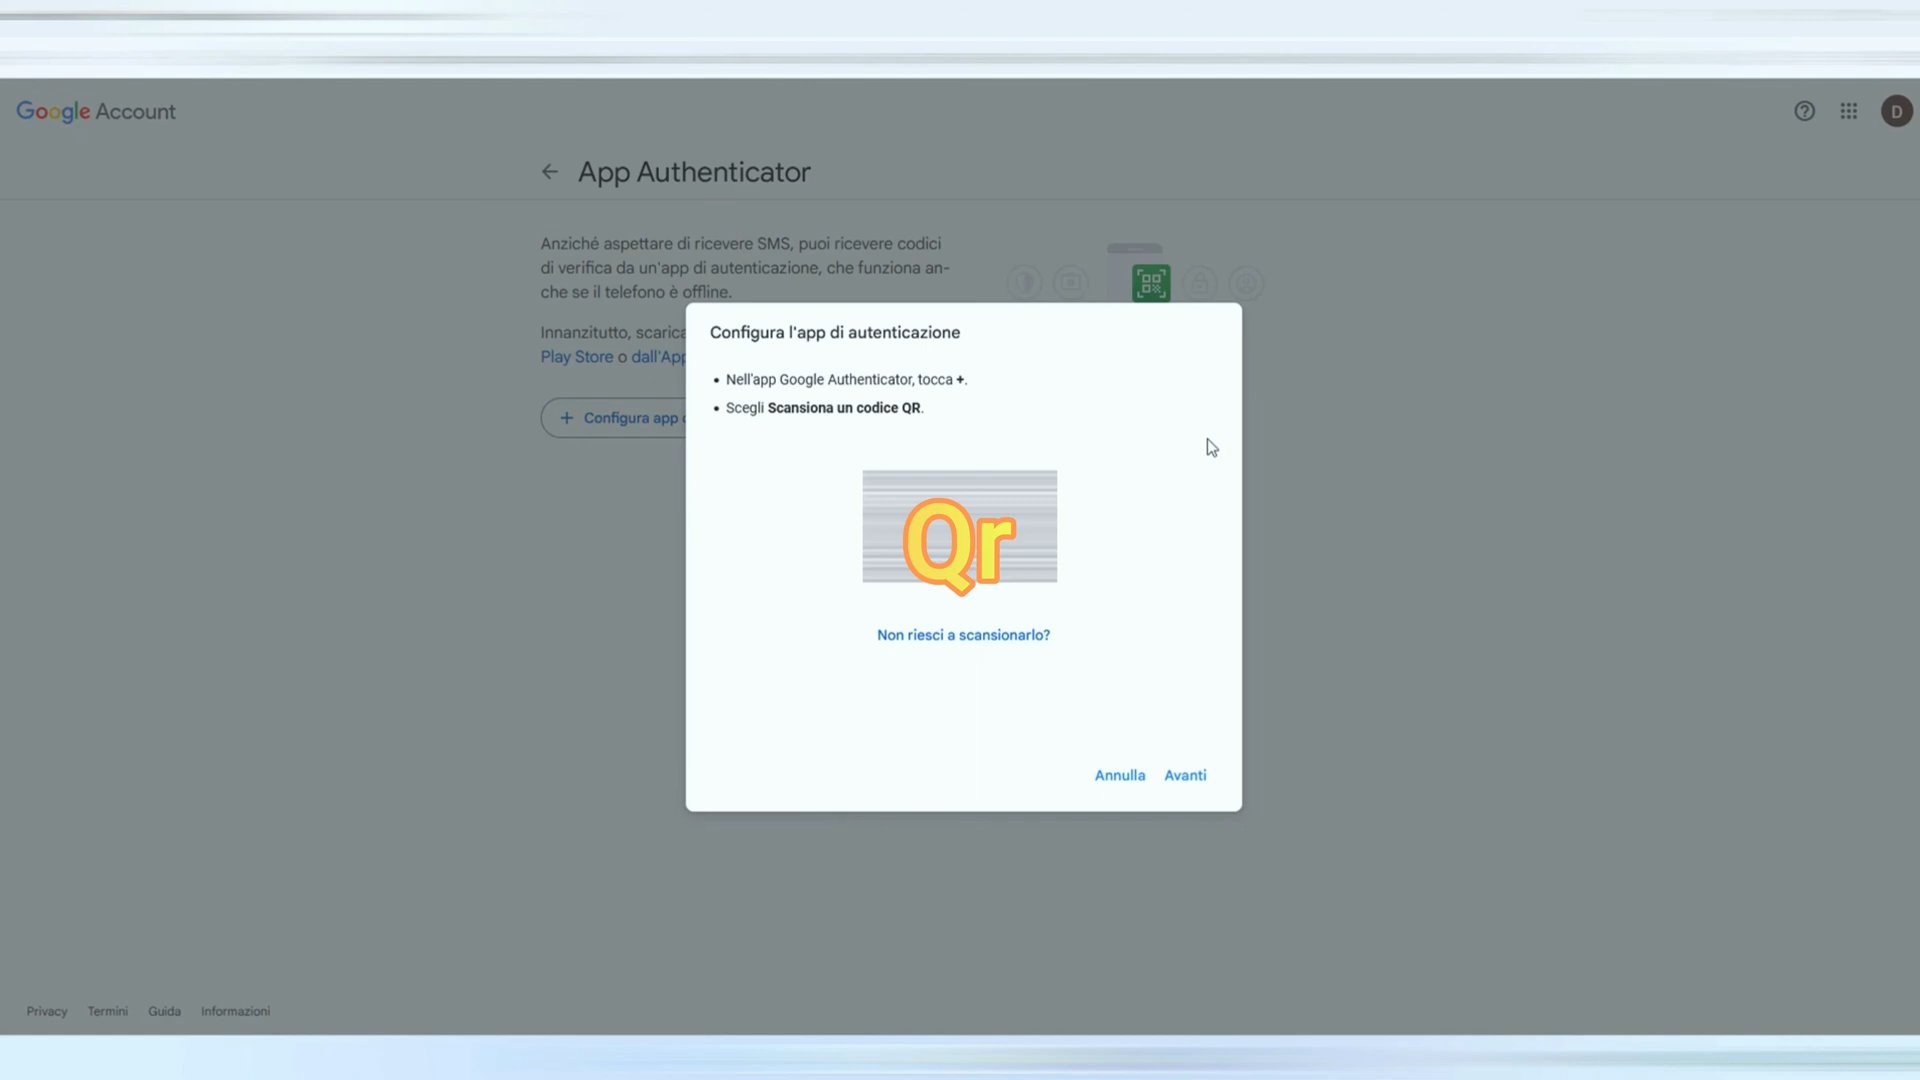 Google Account
D
App Authenticator
Anziché aspettare di ricevere SMS, puoi ricevere codici
di verifica da un'app di autenticazione, che funziona an-
che se il telefono è offline.
Innanzitutto, scarica
Play Store o dall'App
+ Configura app
Configura l'app di autenticazione
• Nell'app Google Authenticator, tocca +.
• Scegli Scansiona un codice QR.
Qr
Non riesci a scansionarlo?
Annulla Avanti
Privacy Termini Guida Informazioni